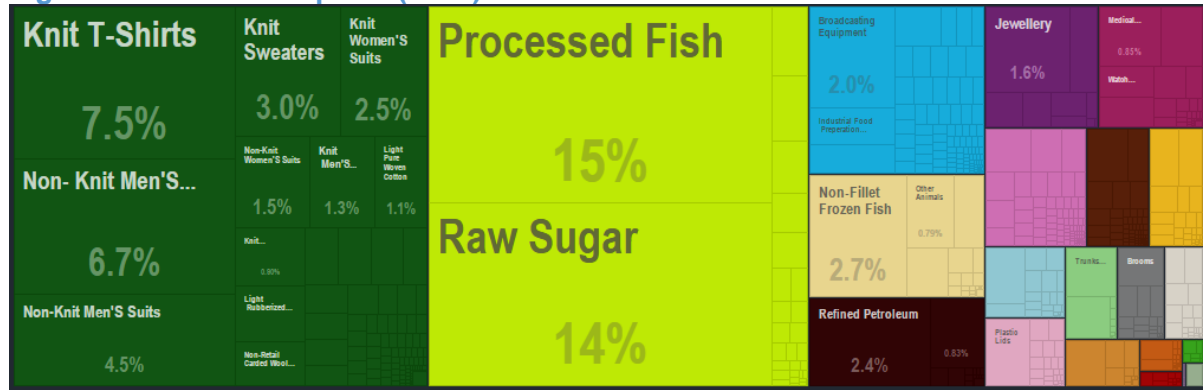 Knit T-Shirts
7.5%
Non- Knit Men'S...
6.7%
Non-Knit Men'S Suits
4.5%
Knit
Sweaters
3.0%
Knit
Women'S
Suits
2.5%
Non-Knit
Women'S Suits
1.5%
Knit
Men'S...
1.3%
Light
Pure
Woven
Cotton
1.1%
Knit...
0.90%
Light
Rubberized...
Non-Retail
Carded Wool...
Processed Fish
15%
Raw Sugar
14%
Broadcasting
Equipment
2.0%
Industrial Food
Preperation...
Non-Fillet
Frozen Fish
2.7%
Other
Animals
0.79%
Refined Petroleum
2.4%
0.83%
Jewellery
1.6%
Medical...
0.85%
Watch...
Trunks...
Brooms
Plastic
Lids